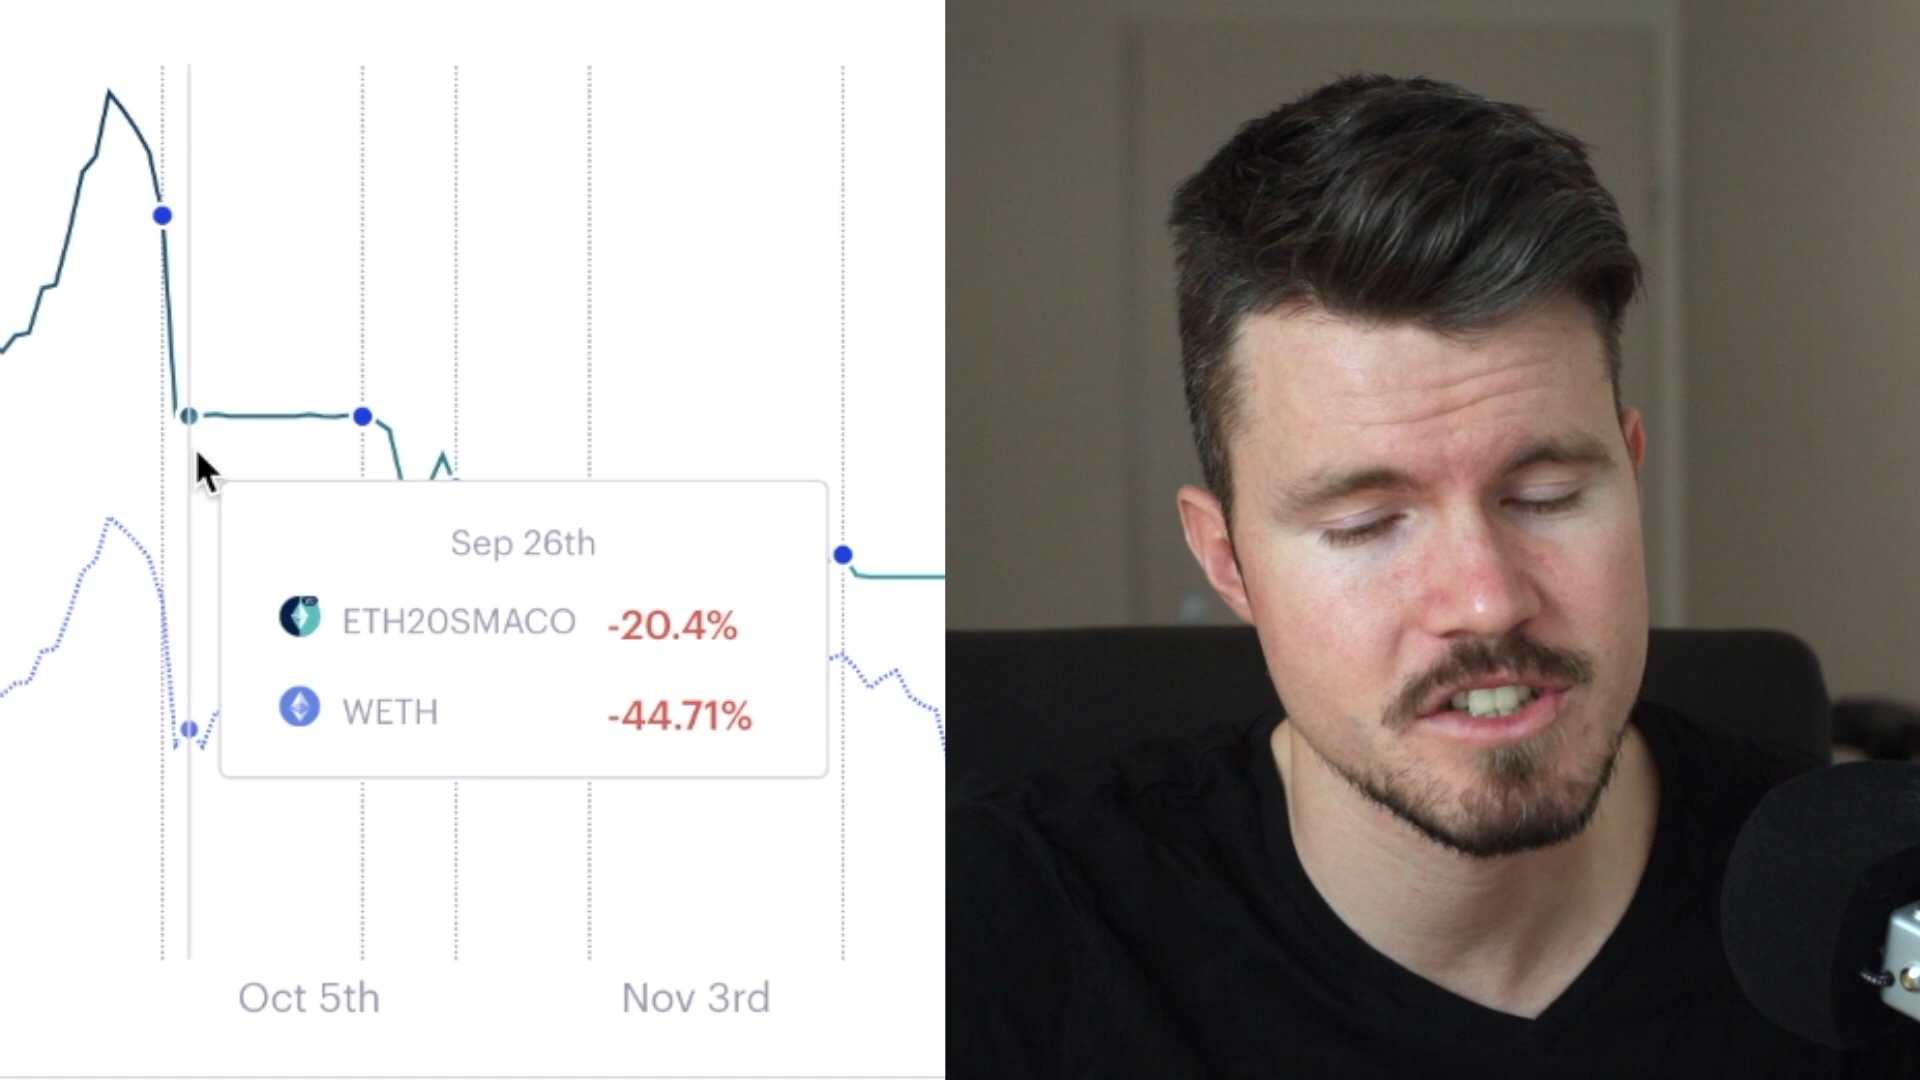 Sep 26th
ETH20SMACO -20.4%
WETH -44.71%
Oct 5th Nov 3rd